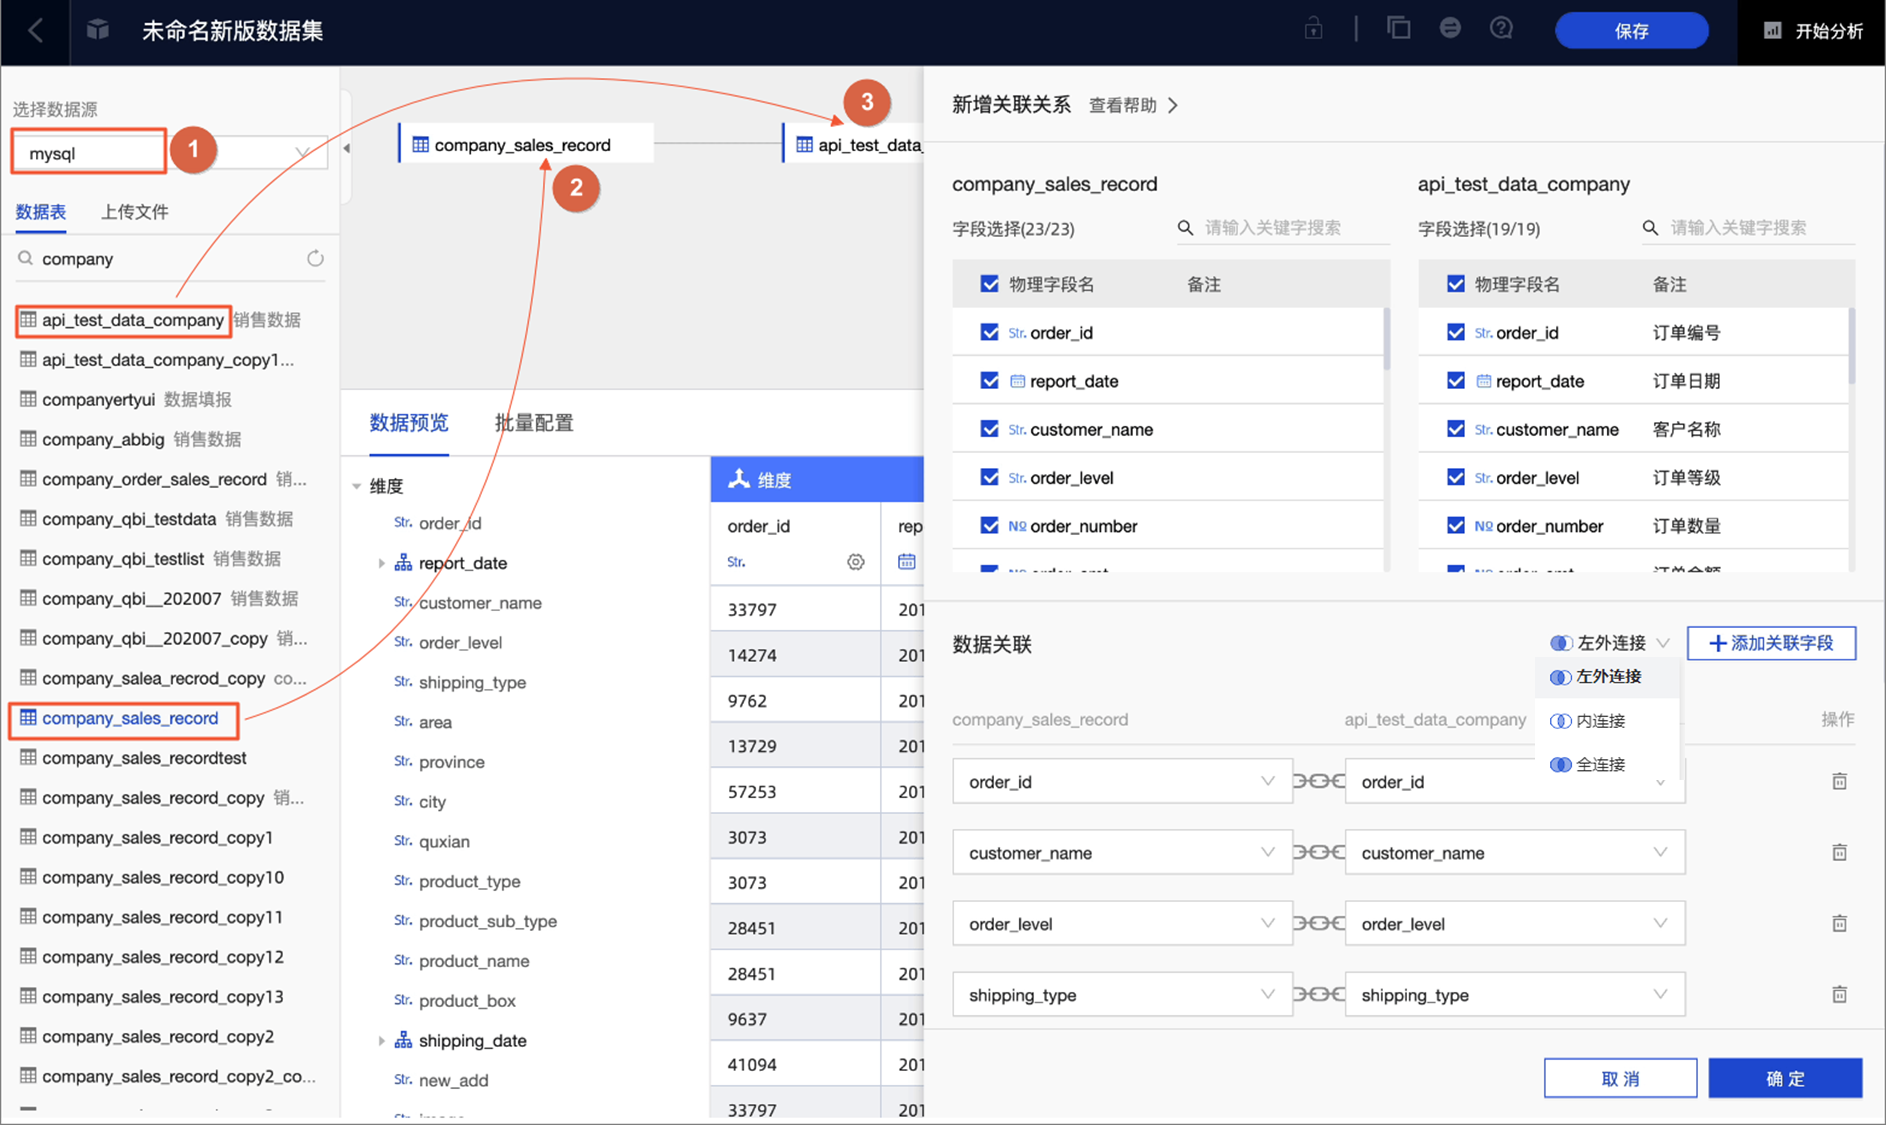 未命名新版数据集
保存
开始分析
选择数据源
mysql
1
数据表
上传文件
company
api_test_data_company 销售数据
api_test_data_company_copy1...
companyertyui 数据填报
company_abbig 销售数据
company_order_sales_record 销...
company_qbi_testdata 销售数据
company_qbi_testlist 销售数据
company_qbi__202007 销售数据
company_qbi__202007_copy 销...
company_salea_recrod_copy co...
company_sales_record
company_sales_recordtest
company_sales_record_copy 销...
company_sales_record_copy1
company_sales_record_copy10
company_sales_record_copy11
company_sales_record_copy12
company_sales_record_copy13
company_sales_record_copy2
company_sales_record_copy2_co...
company_sales_record
2
3
api_test_data_
数据预览
批量配置
维度
Str. order_id
report_date
Str. customer_name
Str. order_level
Str. shipping_type
Str. area
Str. province
Str. city
Str. quxian
Str. product_type
Str. product_sub_type
Str. product_name
Str. product_box
shipping_date
Str. new_add
维度
order_id
rep
Str.
33797 201
14274 201
9762 201
13729 201
57253 201
3073 201
3073 201
28451 201
28451 201
9637 201
41094 201
33797 201
新增关联关系 查看帮助
company_sales_record
字段选择(23/23)
请输入关键字搜索
物理字段名 备注
Str. order_id
report_date
Str. customer_name
Str. order_level
No order_number
api_test_data_company
字段选择(19/19)
请输入关键字搜索
物理字段名 备注
Str. order_id 订单编号
report_date 订单日期
Str. customer_name 客户名称
Str. order_level 订单等级
No order_number 订单数量
数据关联
左外连接
添加关联字段
左外连接
内连接
全连接
company_sales_record
api_test_data_company
操作
order_id order_id
customer_name customer_name
order_level order_level
shipping_type shipping_type
取 消
确 定